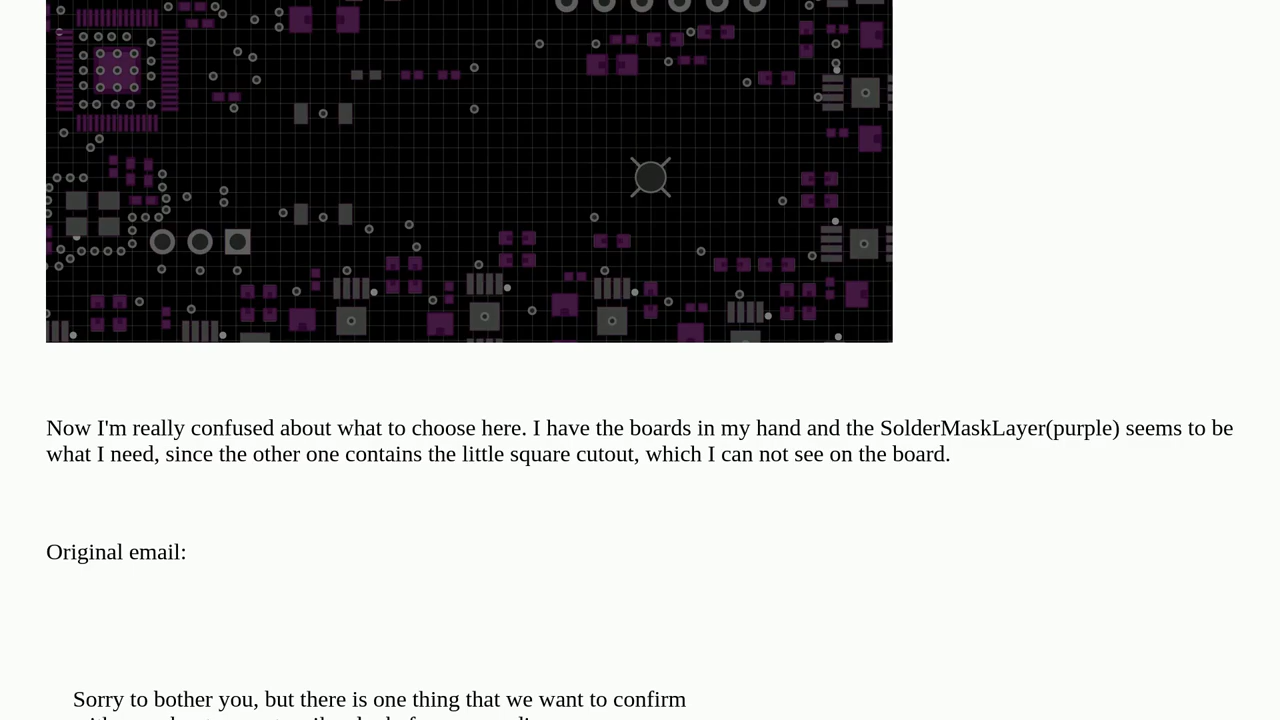 Now I'm really confused about what to choose here. I have the boards in my hand and the SolderMaskLayer(purple) seems to be
what I need, since the other one contains the little square cutout, which I can not see on the board.
Original email:
Sorry to bother you, but there is one thing that we want to confirm